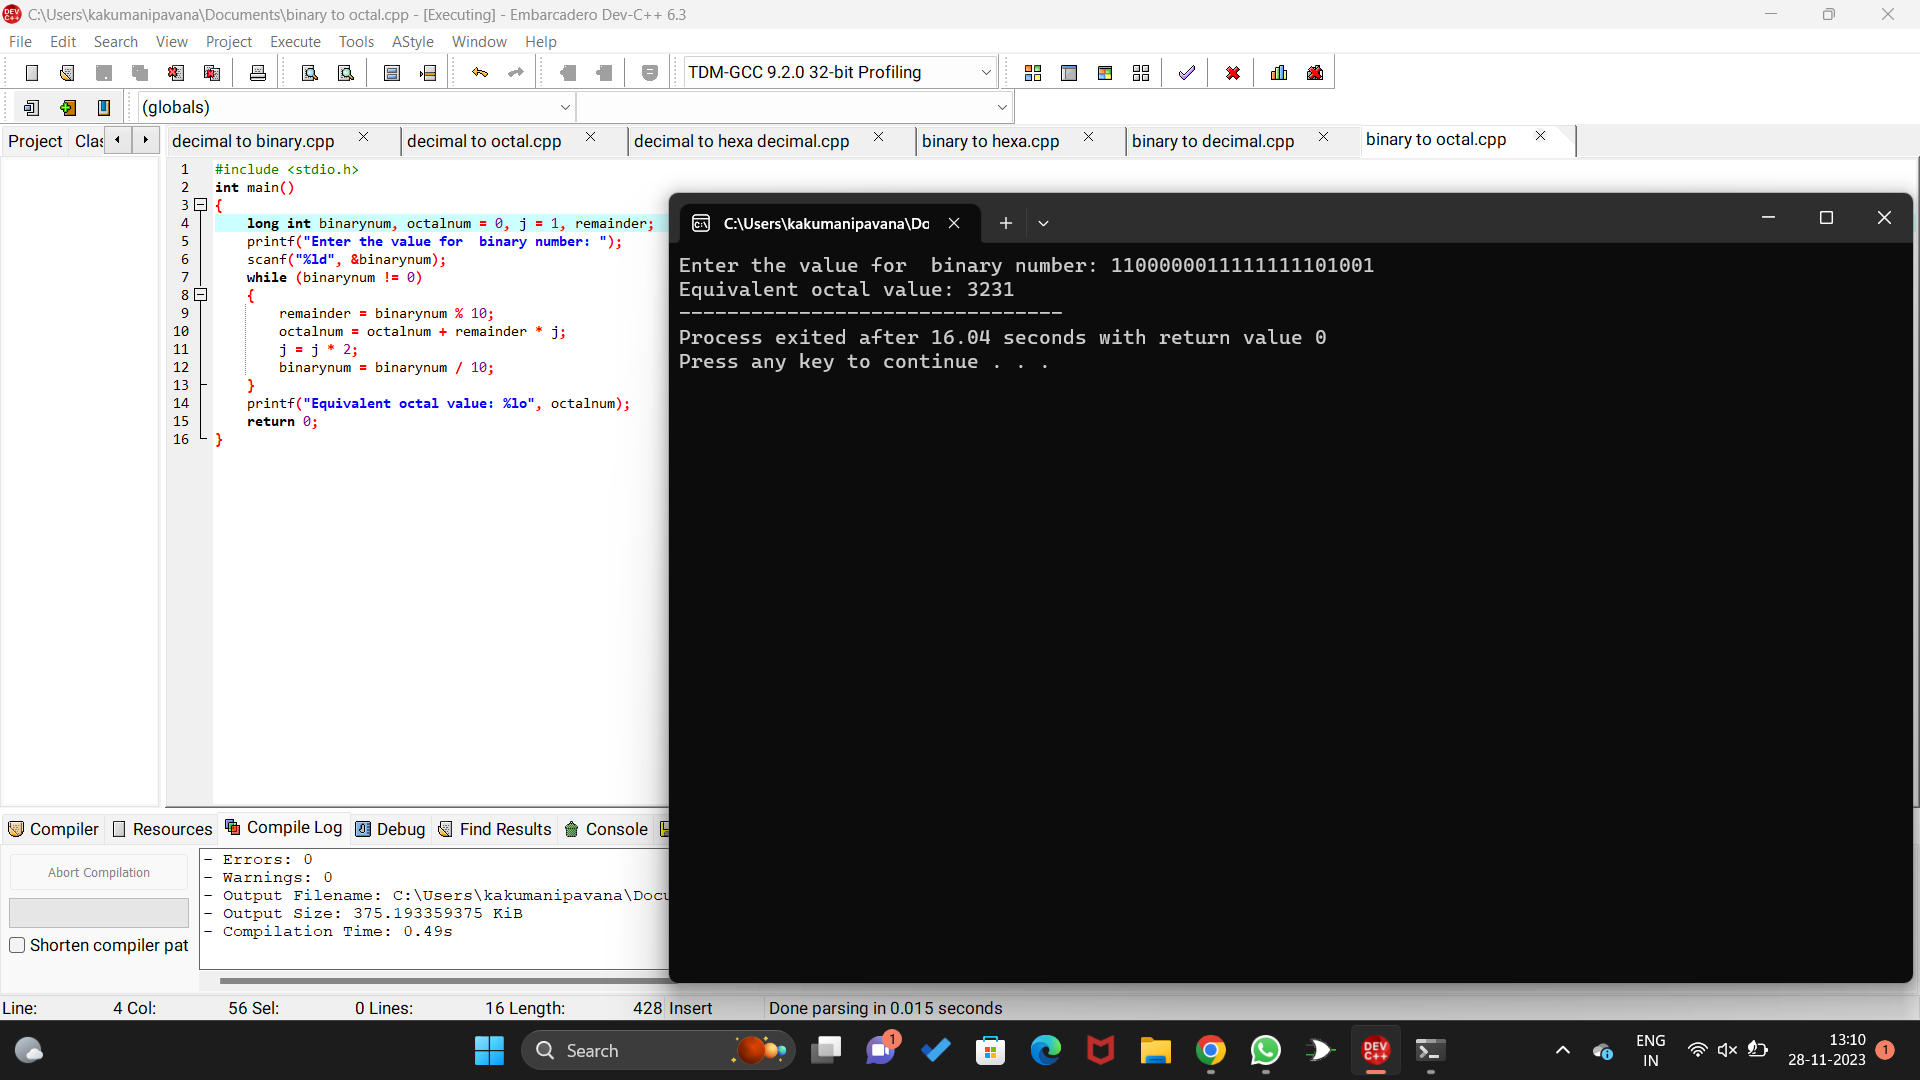 C:\Users\kakumanipavana\Documents\binary to octal.cpp - [Executing] - Embarcadero Dev-C++ 6.3
File Edit Search View Project Execute Tools AStyle Window Help
TDM-GCC 9.2.0 32-bit Profiling
(globals)
Project Clas decimal to binary.cpp decimal to octal.cpp decimal to hexa decimal.cpp binary to hexa.cpp binary to decimal.cpp binary to octal.cpp
1 #include <stdio.h>
2 int main()
3 {
4 long int binarynum, octalnum = 0, j = 1, remainder;
5 printf("Enter the value for  binary number: ");
6 scanf("%ld", &binarynum);
7 while (binarynum != 0)
8 {
9 remainder = binarynum % 10;
10 octalnum = octalnum + remainder * j;
11 j = j * 2;
12 binarynum = binarynum / 10;
13 }
14 printf("Equivalent octal value: %lo", octalnum);
15 return 0;
16 }
C:\Users\kakumanipavana\Do
Enter the value for  binary number: 1100000011111111101001
Equivalent octal value: 3231
--------------------------------
Process exited after 16.04 seconds with return value 0
Press any key to continue . . .
Compiler Resources Compile Log Debug Find Results Console
Abort Compilation
Shorten compiler pat
- Errors: 0
- Warnings: 0
- Output Filename: C:\Users\kakumanipavana\Docu
- Output Size: 375.193359375 KiB
- Compilation Time: 0.49s
Line: 4 Col: 56 Sel: 0 Lines: 16 Length: 428 Insert Done parsing in 0.015 seconds
Search
1
DEV C++
ENG
IN
13:10
28-11-2023
1